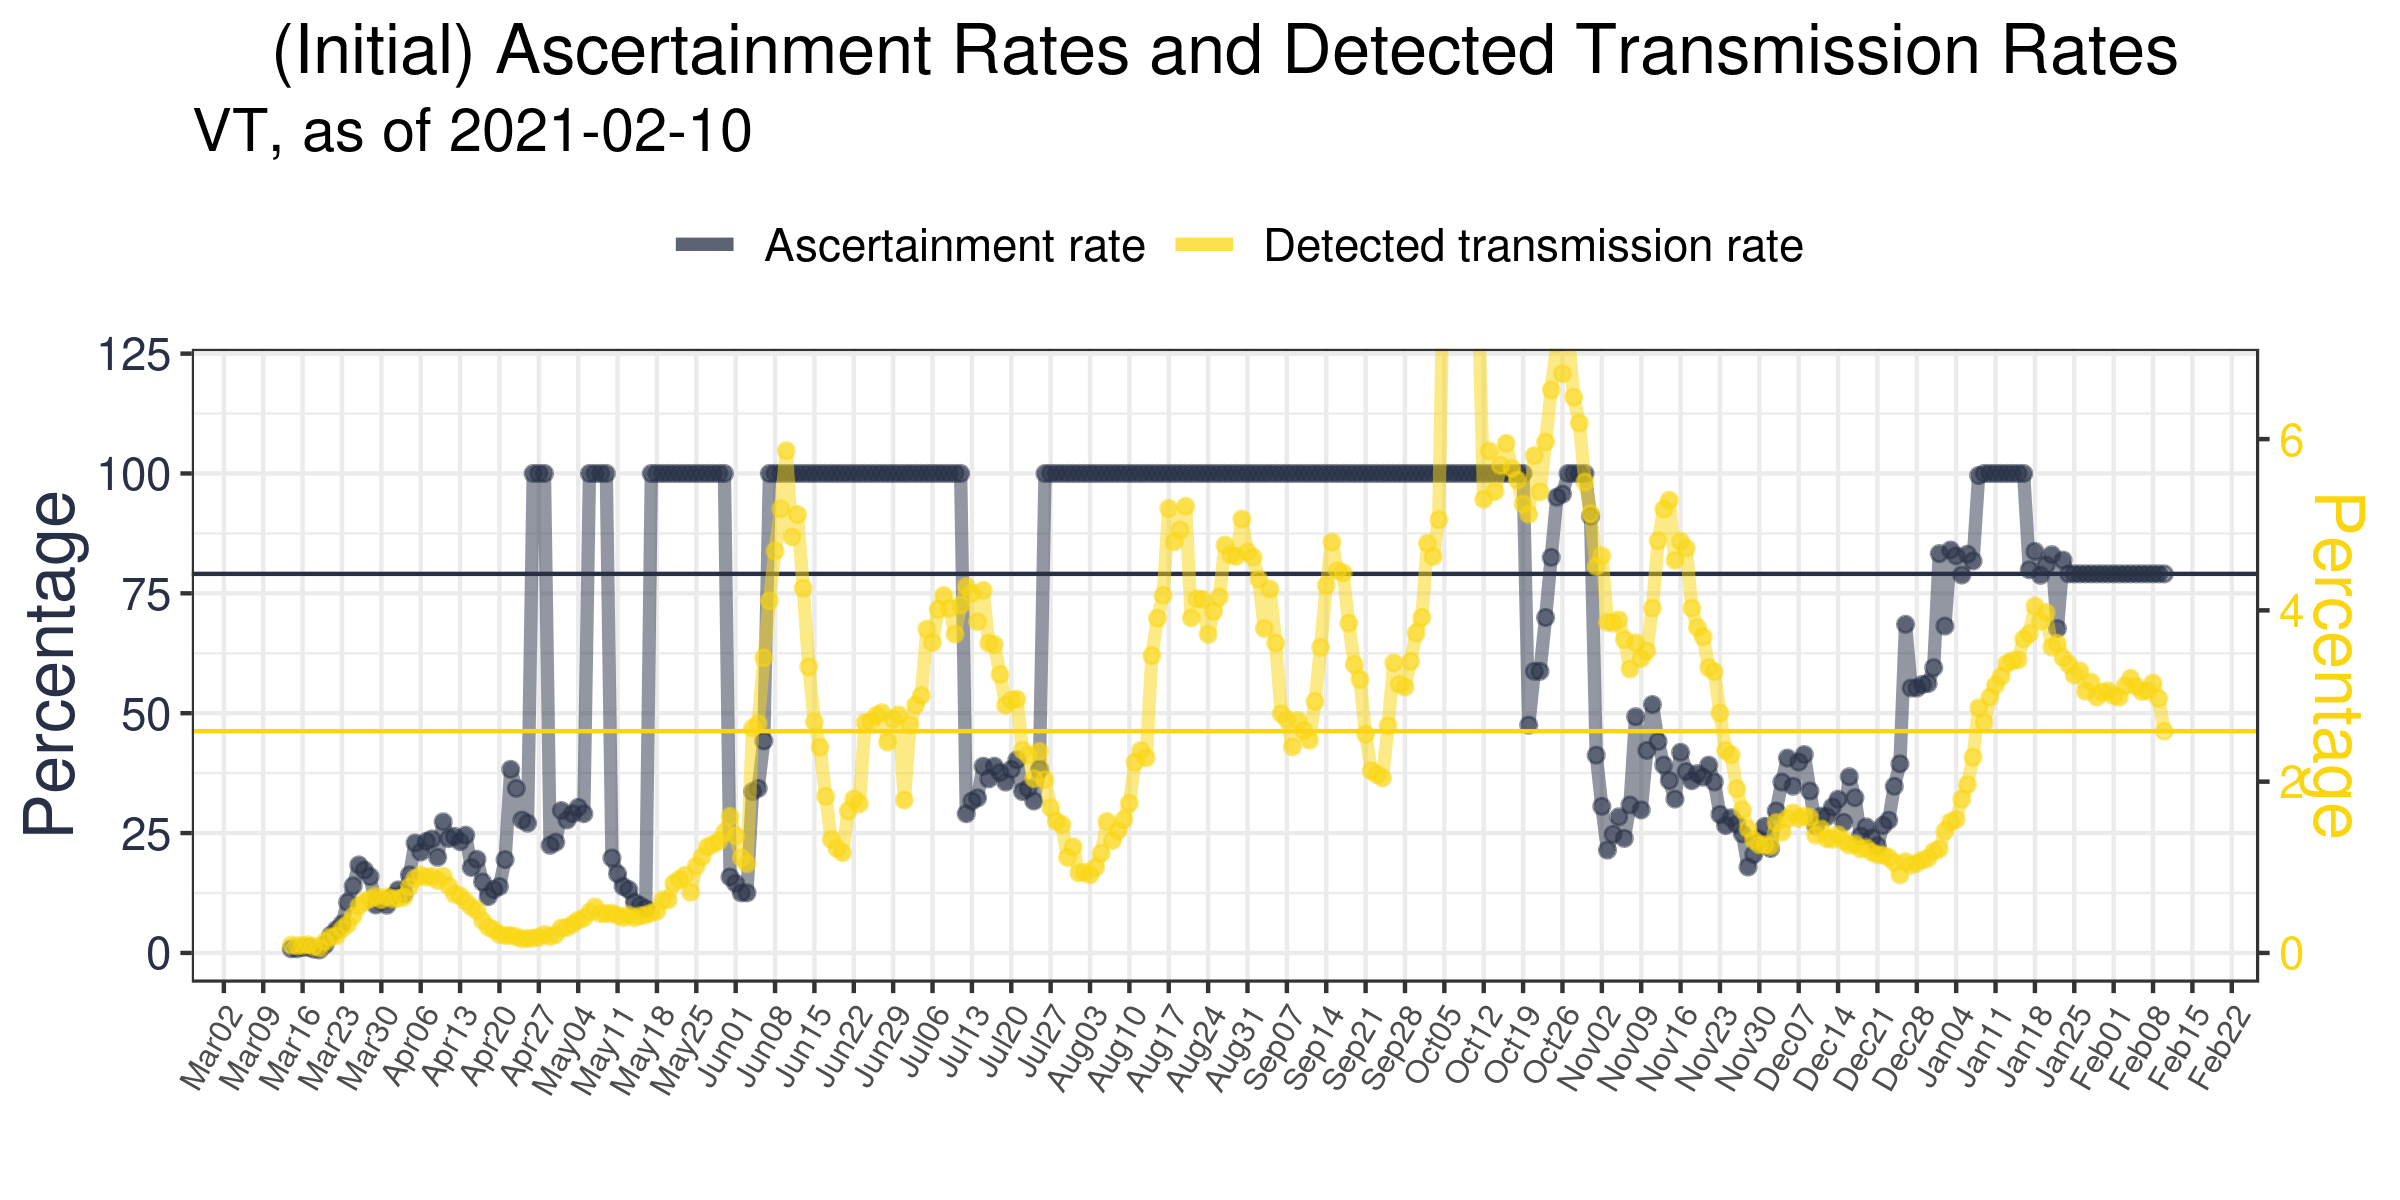 (Initial) Ascertainment Rates and Detected Transmission Rates
VT, as of 2021-02-10
Ascertainment rate Detected transmission rate
Percentage
125
100
75
50
25
0
6
4
2
0
Percentage
Mar02 Mar09 Mar16 Mar23 Mar30 Apr06 Apr13 Apr20 Apr27 May04 May11 May18 May25 Jun01 Jun08 Jun15 Jun22 Jun29 Jul06 Jul13 Jul20 Jul27 Aug03 Aug10 Aug17 Aug24 Aug31 Sep07 Sep14 Sep21 Sep28 Oct05 Oct12 Oct19 Oct26 Nov02 Nov09 Nov16 Nov23 Nov30 Dec07 Dec14 Dec21 Dec28 Jan04 Jan11 Jan18 Jan25 Feb01 Feb08 Feb15 Feb22